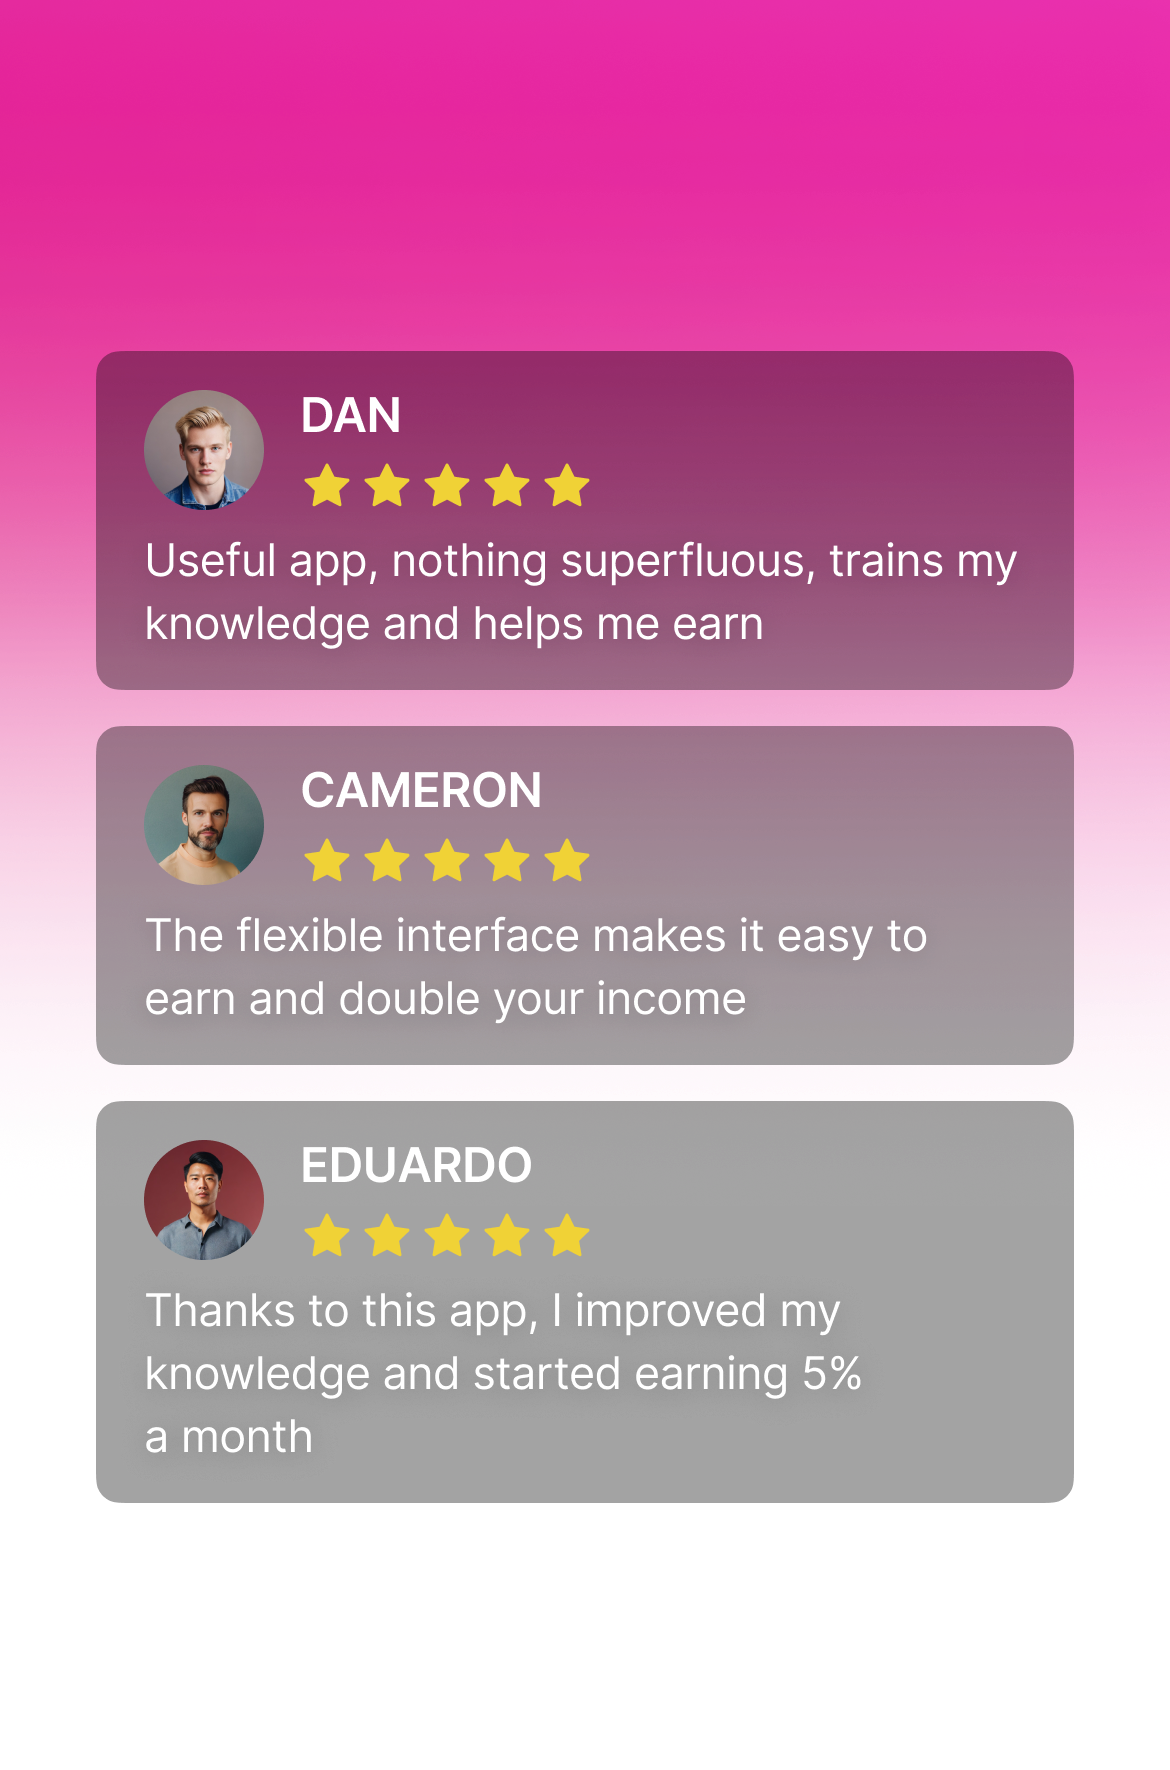 DAN
Useful app, nothing superfluous, trains my
knowledge and helps me earn
CAMERON
The flexible interface makes it easy to
earn and double your income
EDUARDO
Thanks to this app, I improved my
knowledge and started earning 5%
a month